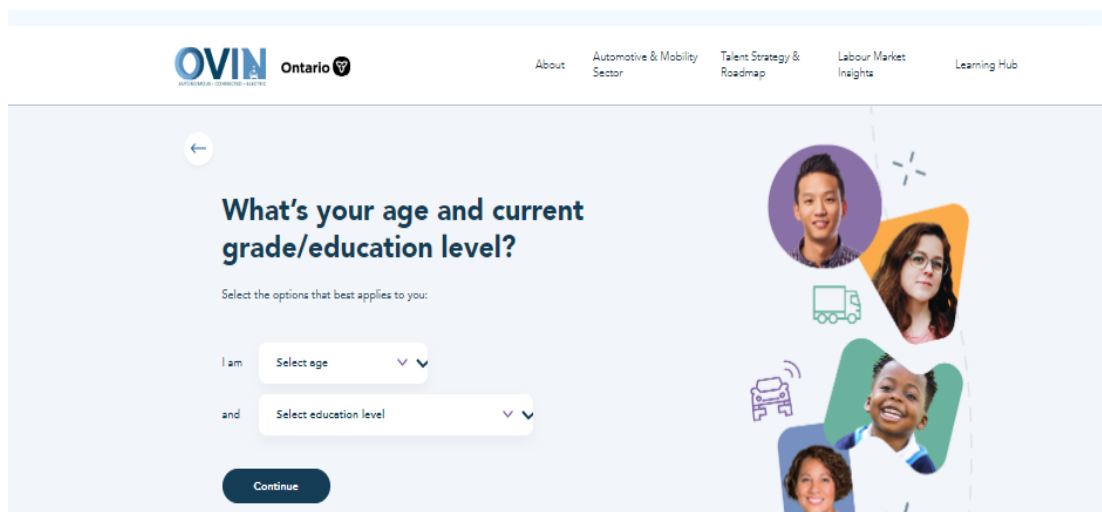 OVIN
AUTONOMOUS • CONNECTED • ELECTRIC
Ontario
About
Automotive & Mobility
Sector
Talent Strategy &
Roadmap
Labour Market
Insights
Learning Hub
What's your age and current
grade/education level?
Select the options that best applies to you:
I am
Select age
and
Select education level
Continue